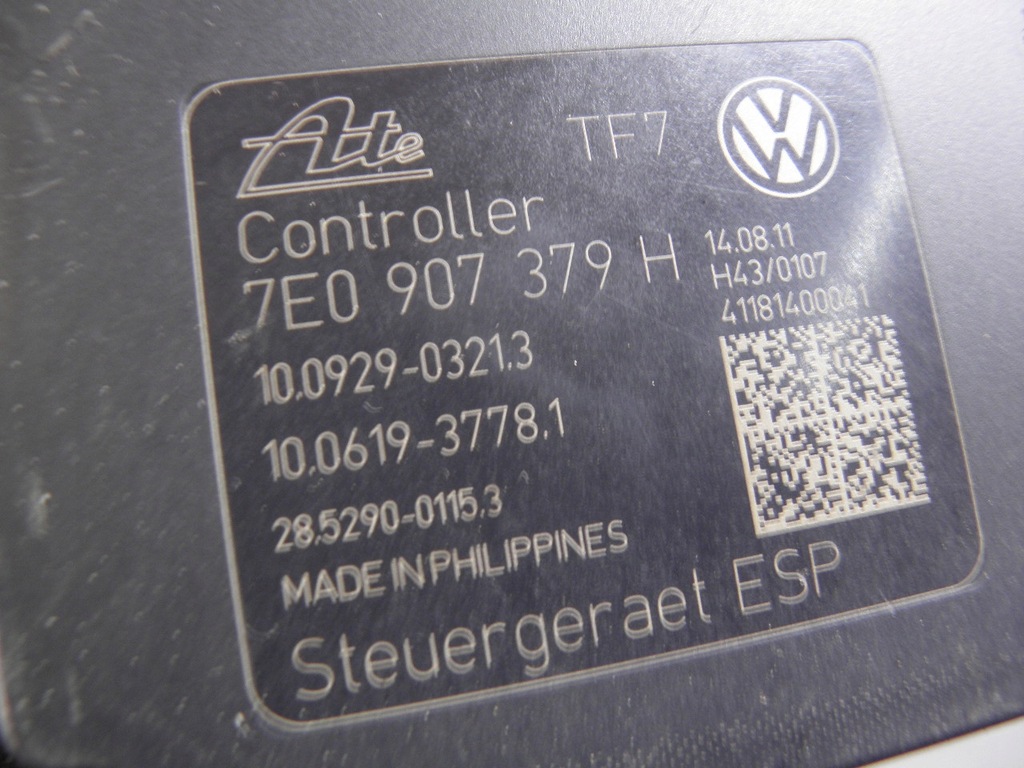 Ate TF7 VW
Controller
7E0 907 379 H
14.08.11
H43/0107
41181400041
10.0929-0321.3
10.0619-3778.1
28.5290-0115.3
MADE IN PHILIPPINES
Steuergeraet ESP